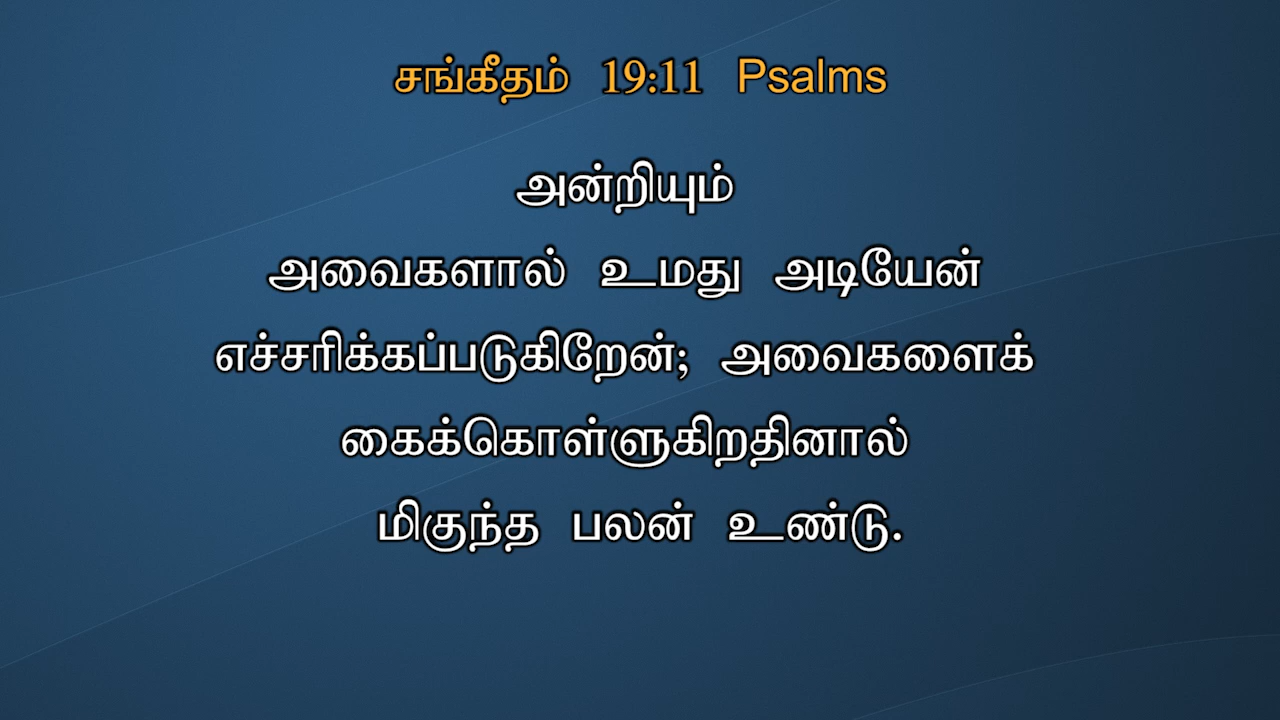 சங்கீதம் 19:11 Psalms
அன்றியும்
அவைகளால் உமது அடியேன்
எச்சரிக்கப்படுகிறேன்; அவைகளைக்
கைக்கொள்ளுகிறதினால்
மிகுந்த பலன் உண்டு.